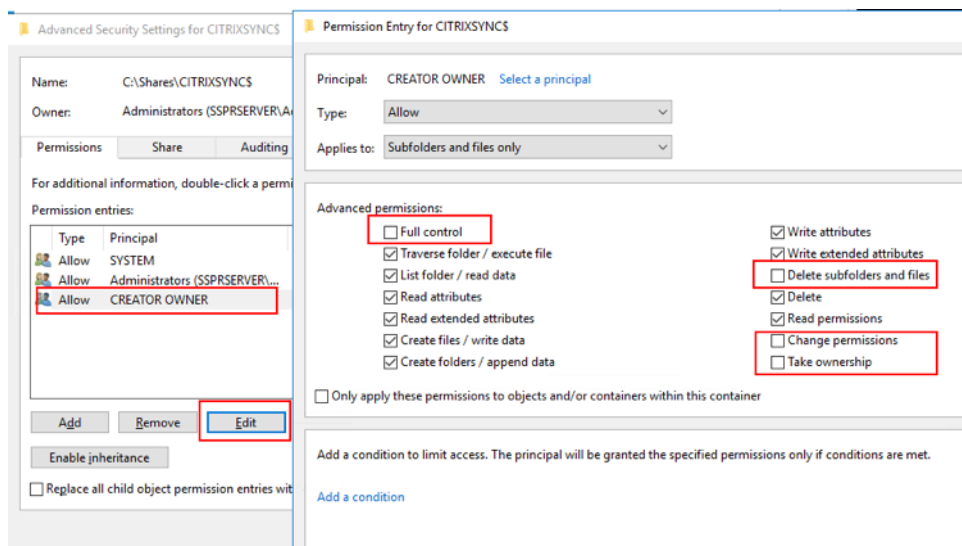 Advanced Security Settings for CITRIXSYNC$
Name: C:\Shares\CITRIXSYNC$
Owner: Administrators (SSPRSERVER\A
Permissions Share Auditing
For additional information, double-click a permi
Permission entries:
Type Principal
Allow SYSTEM
Allow Administrators (SSPRSERVER\...
Allow CREATOR OWNER
Add Remove Edit
Enable inheritance
Replace all child object permission entries wit
Permission Entry for CITRIXSYNC$
Principal: CREATOR OWNER Select a principal
Type: Allow
Applies to: Subfolders and files only
Advanced permissions:
Full control
Traverse folder / execute file
List folder / read data
Read attributes
Read extended attributes
Create files / write data
Create folders / append data
Write attributes
Write extended attributes
Delete subfolders and files
Delete
Read permissions
Change permissions
Take ownership
Only apply these permissions to objects and/or containers within this container
Add a condition to limit access. The principal will be granted the specified permissions only if conditions are met.
Add a condition